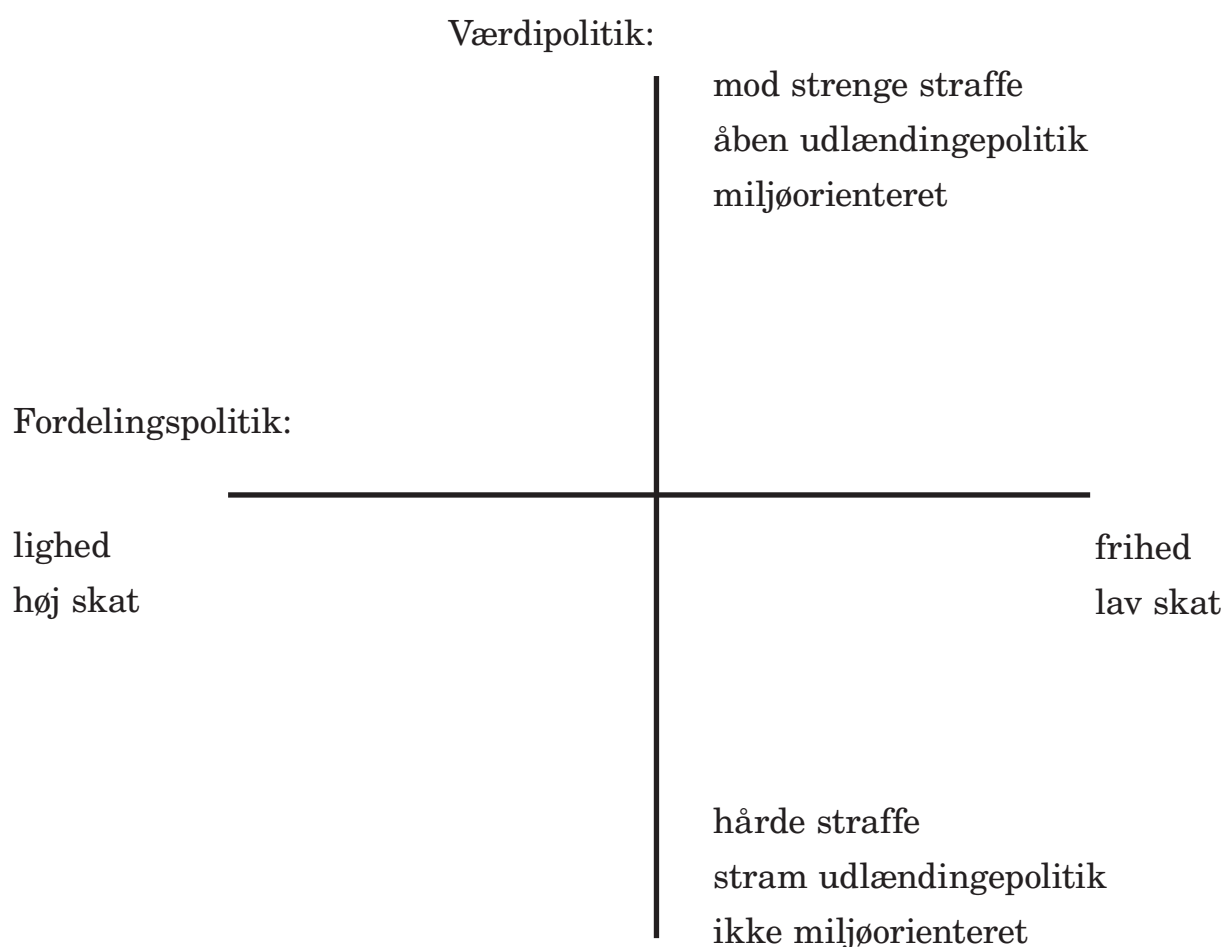 Værdipolitik:
mod strenge straffe
åben udlændingepolitik
miljøorienteret
Fordelingspolitik:
lighed
høj skat
frihed
lav skat
hårde straffe
stram udlændingepolitik
ikke miljøorienteret